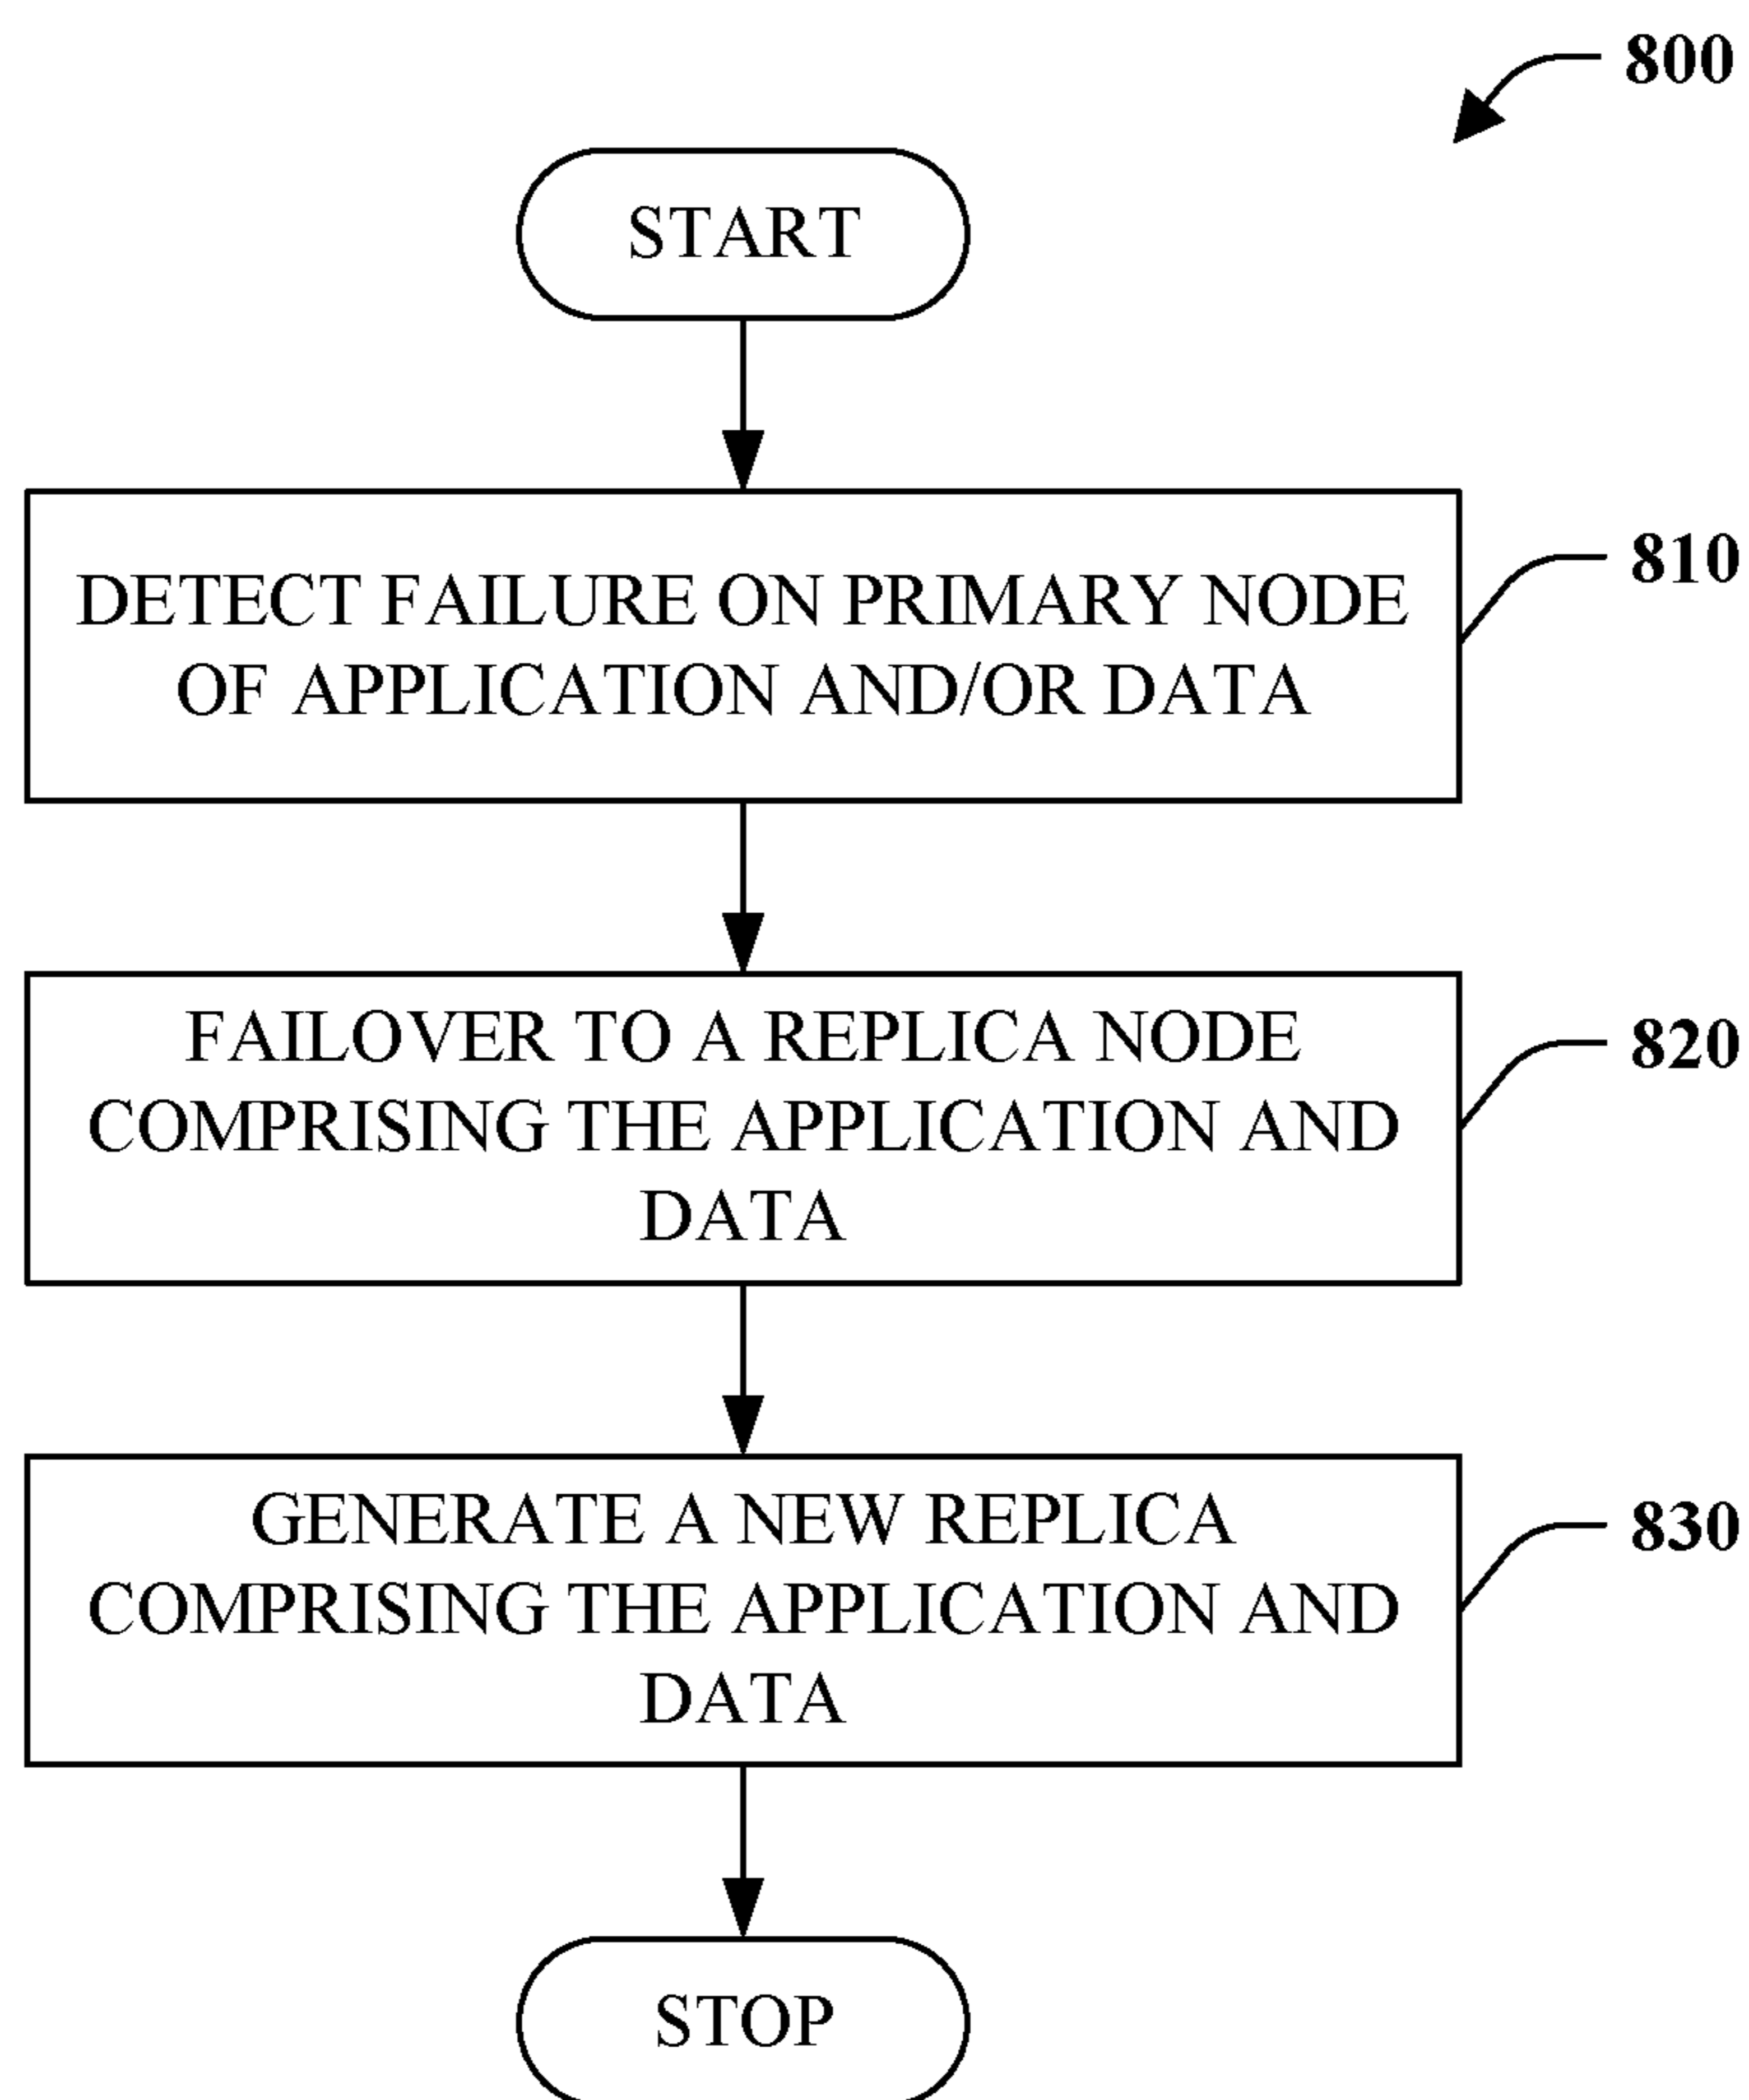 800
START
DETECT FAILURE ON PRIMARY NODE
OF APPLICATION AND/OR DATA
810
FAILOVER TO A REPLICA NODE
COMPRISING THE APPLICATION AND
DATA
820
GENERATE A NEW REPLICA
COMPRISING THE APPLICATION AND
DATA
830
STOP